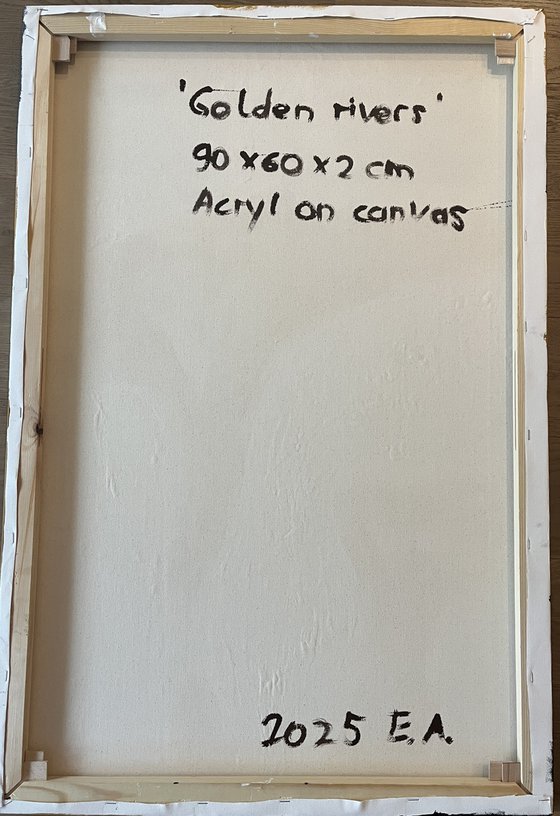 'Golden rivers'
90 x 60 x 2 cm
Acryl on canvas
2025 E.A.